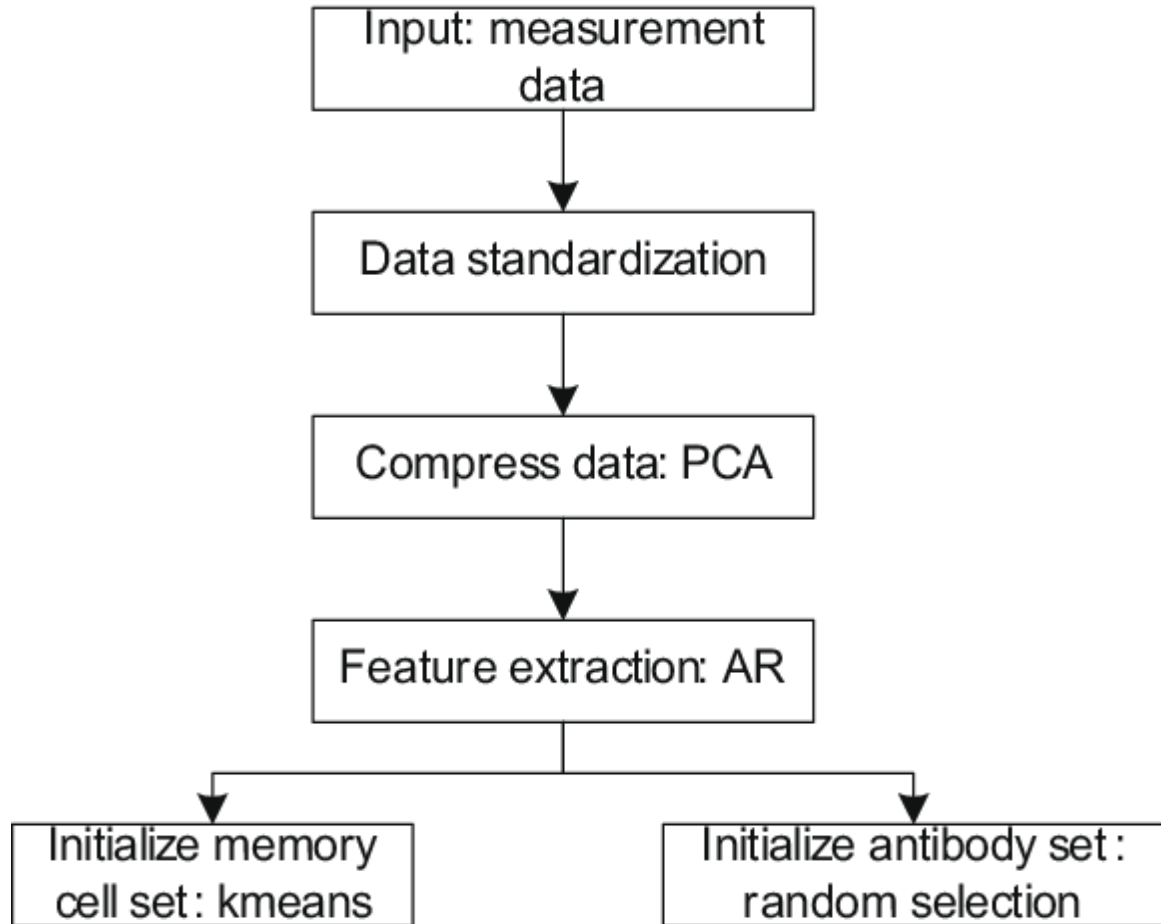 Input: measurement
data
Data standardization
Compress data: PCA
Feature extraction: AR
Initialize memory
cell set: kmeans
Initialize antibody set:
random selection